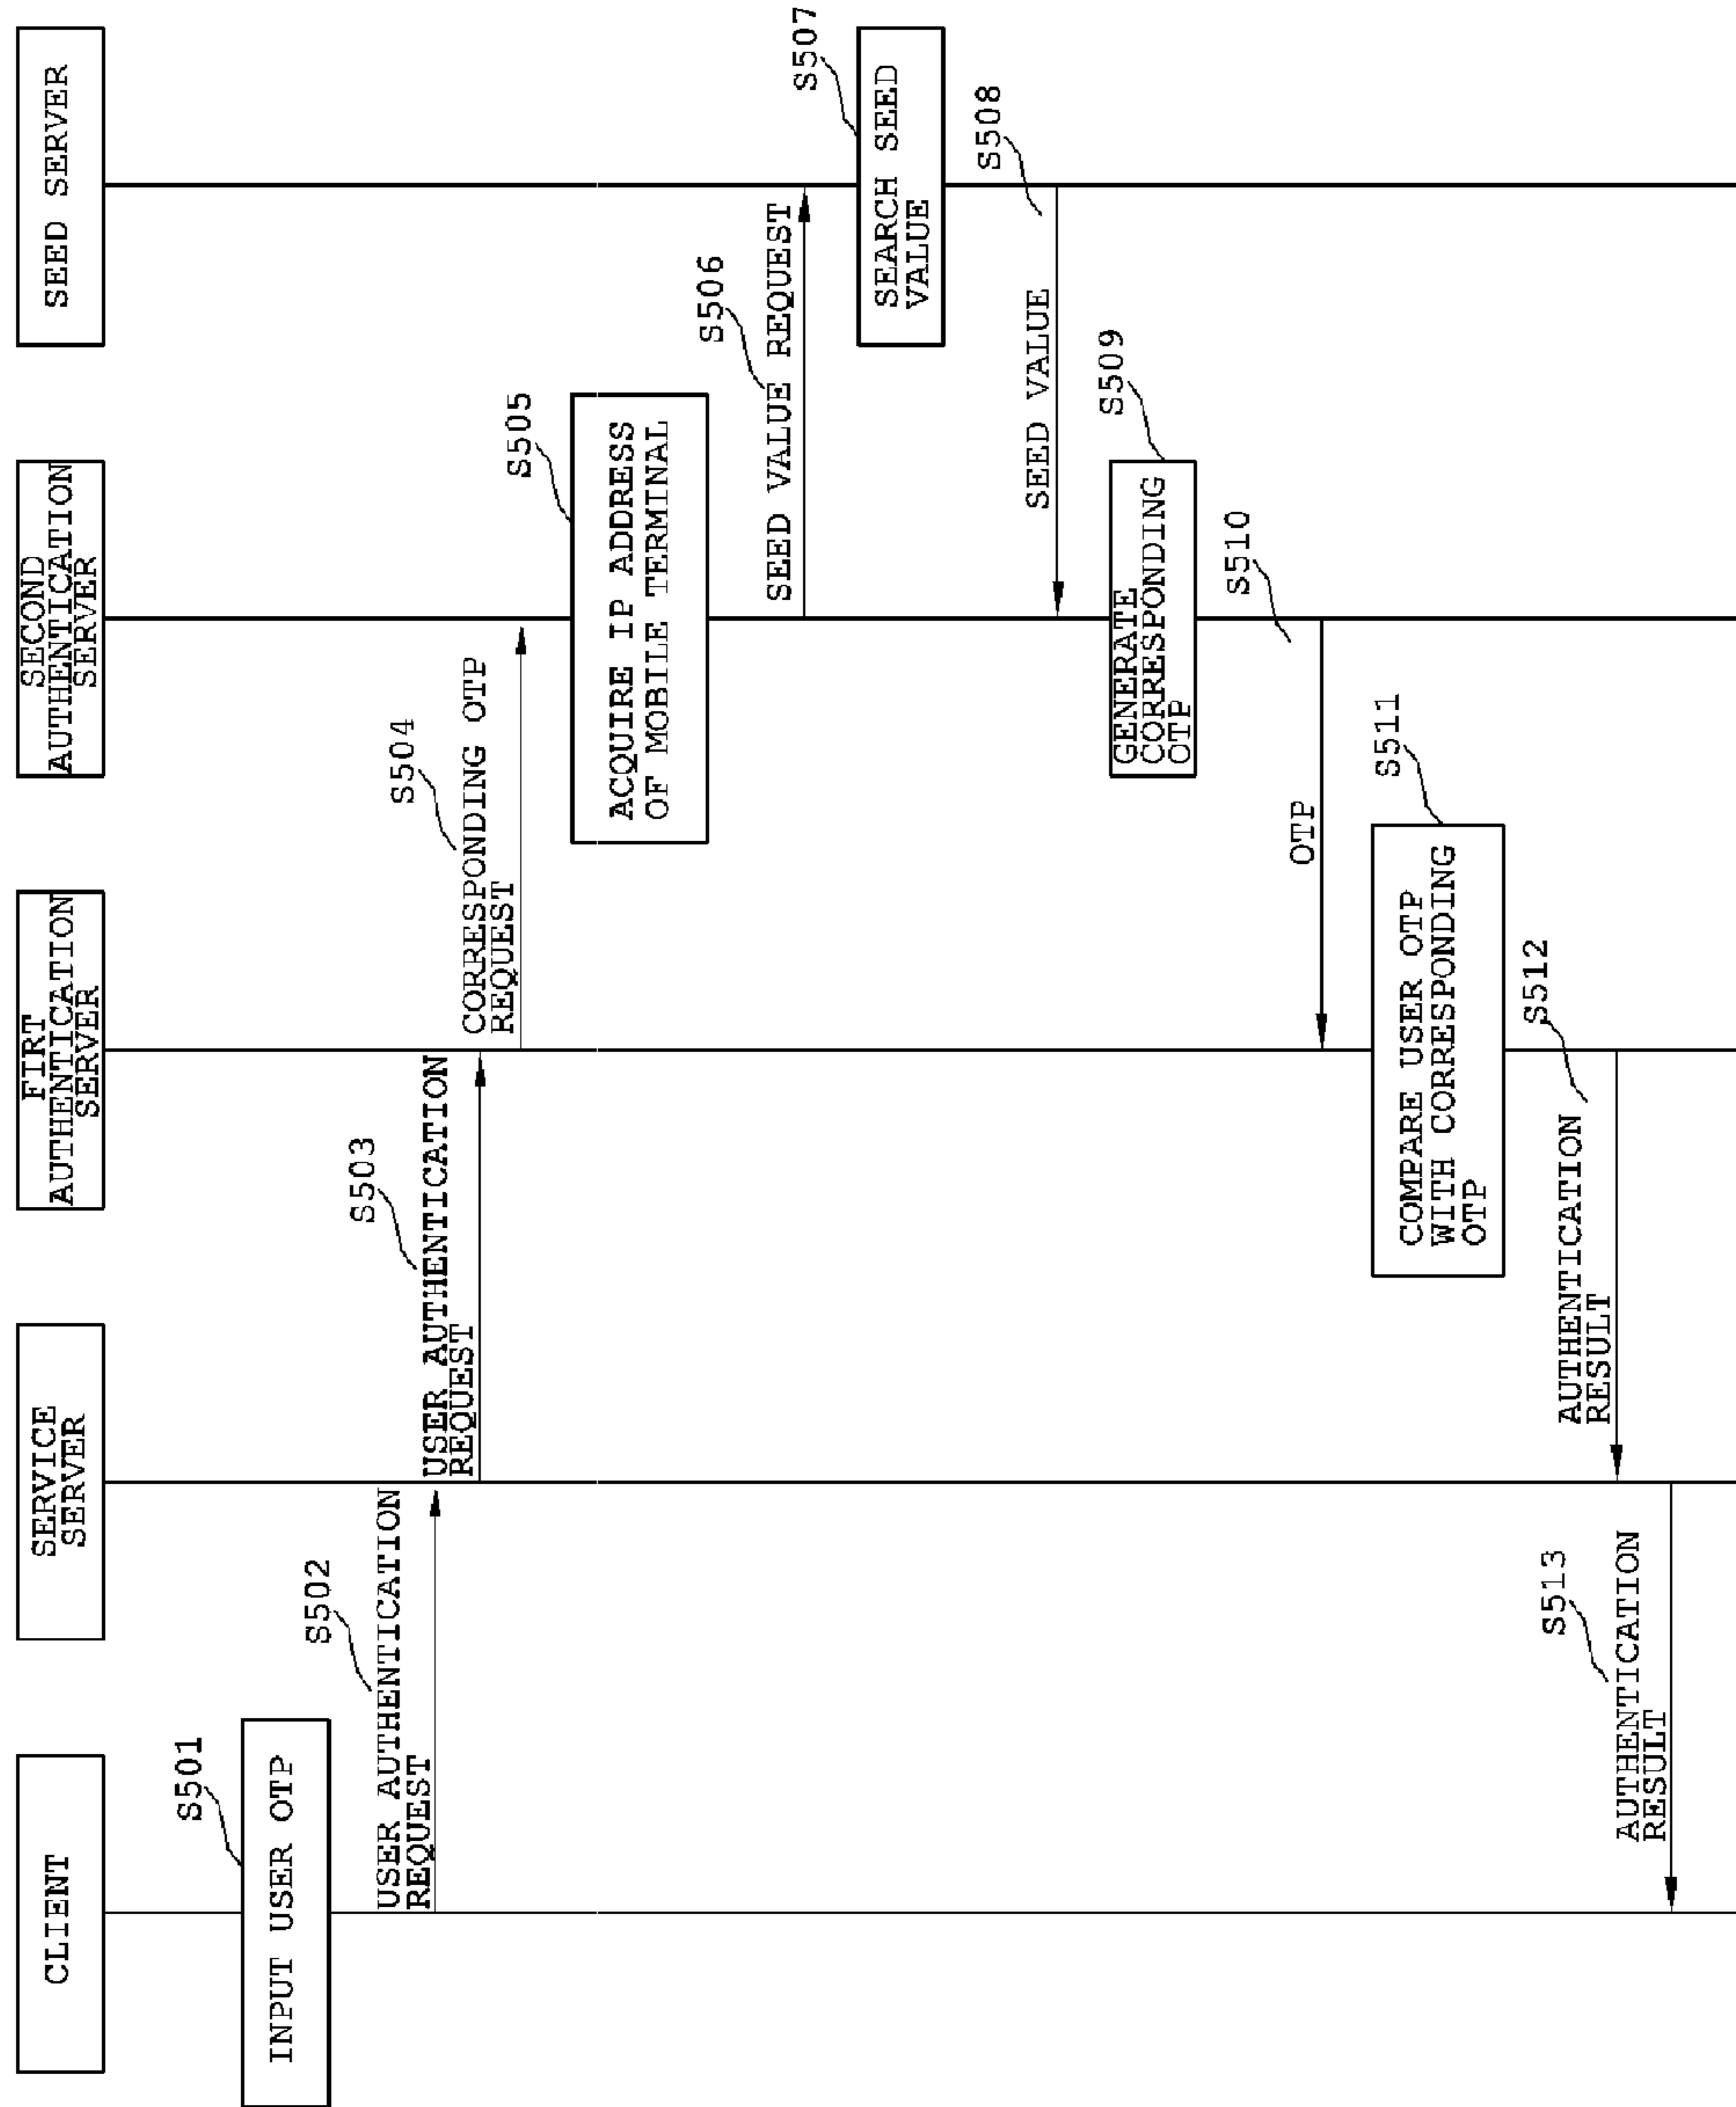 CLIENT
SERVICE
SERVER
FIRT
AUTHENTICATION
SERVER
SECOND
AUTHENTICATION
SERVER
SEED SERVER
S501
INPUT USER OTP
S502
USER AUTHENTICATION
REQUEST
S503
USER AUTHENTICATION
REQUEST
S504
CORRESPONDING OTP
REQUEST
S505
ACQUIRE IP ADDRESS
OF MOBILE TERMINAL
S506
SEED VALUE REQUEST
S507
SEARCH SEED
VALUE
S508
SEED VALUE
S509
GENERATE
CORRESPONDING
OTP
S510
OTP
S511
COMPARE USER OTP
WITH CORRESPONDING
OTP
S512
AUTHENTICATION
RESULT
S513
AUTHENTICATION
RESULT